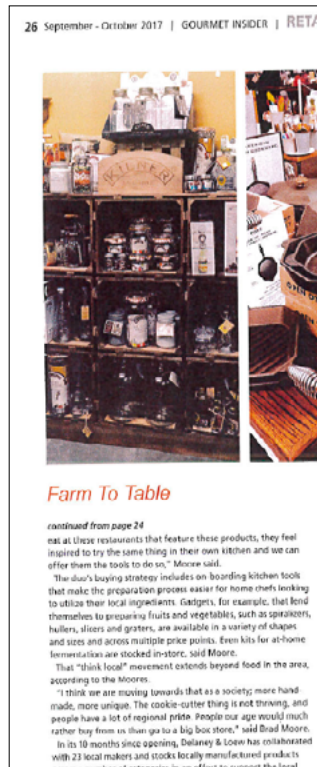 26 September - October 2017 | GOURMET INSIDER | RETA
KILNER
Farm To Table
continued from page 24
eat at these restaurants that feature these products, they feel
inspired to try the same thing in their own kitchen and we can
offer them the tools to do so," Moore said.
The duo's buying strategy includes on-boarding kitchen tools
that make the preparation process easier for home chefs looking
to utilize their local ingredients. Gadgets, for example, that lend
themselves to preparing fruits and vegetables, such as spiralizers,
hullers, slicers and graters, are available in a variety of shapes
and sizes and across multiple price points. Even kits for at-home
fermentation are stocked in-store, said Moore.
That "think local" movement extends beyond food in the area,
according to the Moores.
"I think we are moving towards that as a society; more hand
made, more unique. The cookie-cutter thing is not thriving, and
people have a lot of regional pride. People our age would much
rather buy from us than go to a big box store," said Brad Moore.
In its 10 months since opening, Delaney & Loew has collaborated
with 23 local makers and stocks locally manufactured products
in an effort to support the local